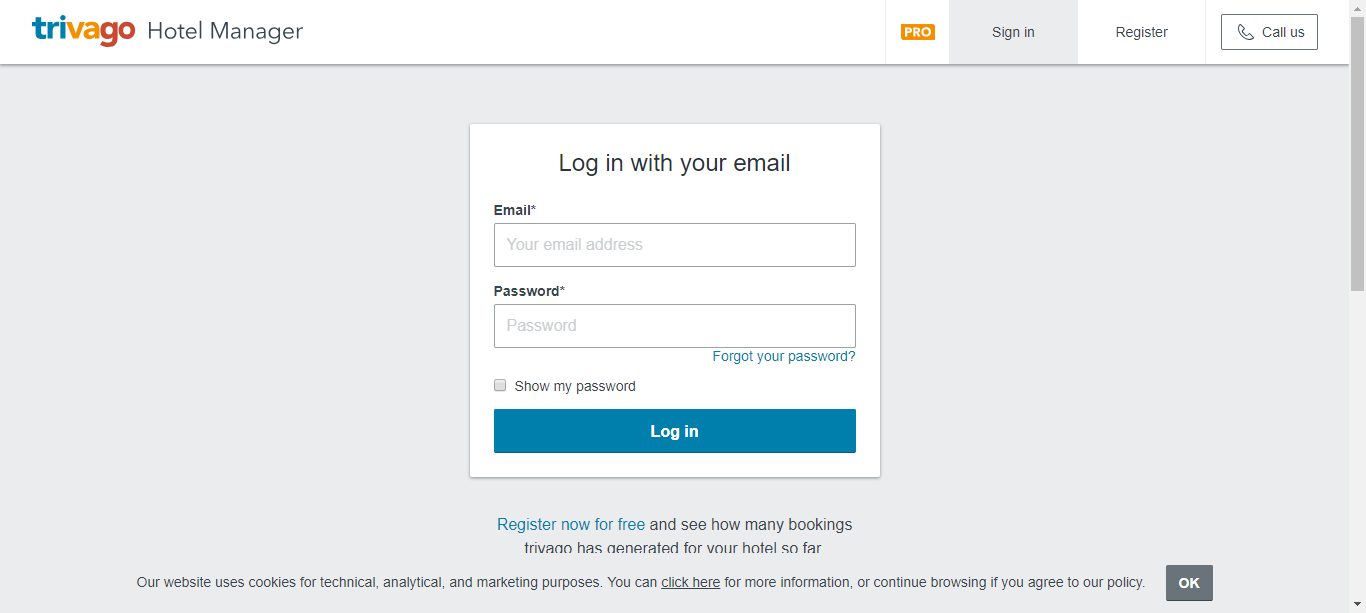 trivago Hotel Manager
PRO
Sign in
Register
Call us
Log in with your email
Email*
Your email address
Password*
Password
Forgot your password?
Show my password
Log in
Register now for free and see how many bookings
trivago has generated for your hotel so far
Our website uses cookies for technical, analytical, and marketing purposes. You can click here for more information, or continue browsing if you agree to our policy.
OK